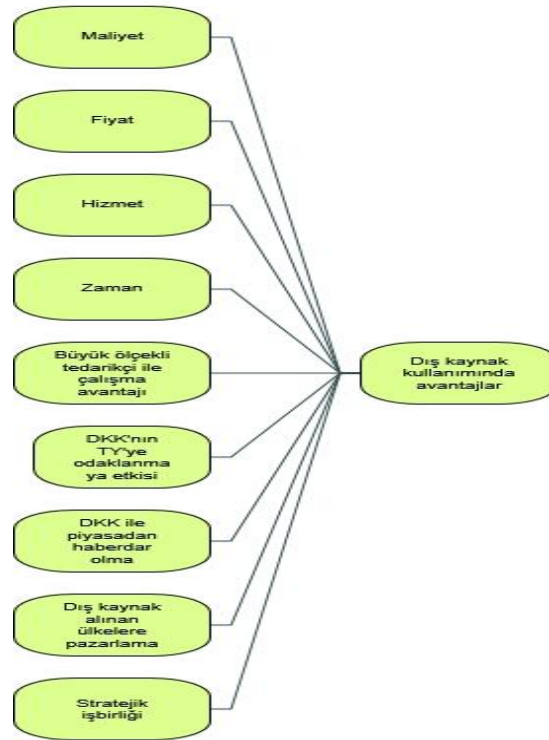 Maliyet
Fiyat
Hizmet
Zaman
Büyük ölçekli
tedarikçi ile
çalışma
avantajı
DKK'nın
TY'ye
odaklanma
ya etkisi
DKK ile
piyasadan
haberdar
olma
Dış kaynak
alınan
ülkelere
pazarlama
Stratejik
işbirliği
Dış kaynak
kullanımında
avantajlar